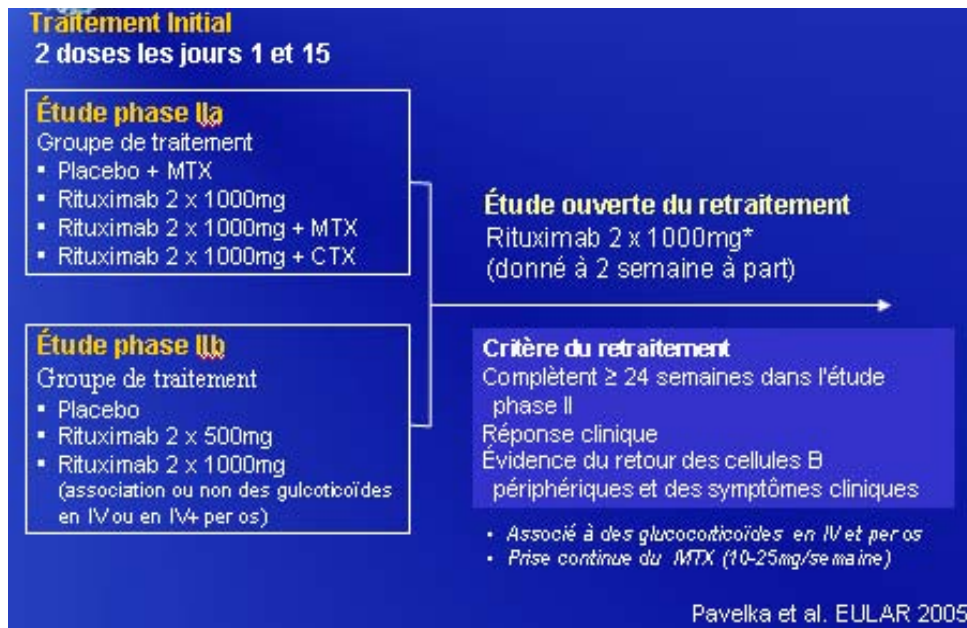 Traitement Initial
2 doses les jours 1 et 15
Étude phase IIa
Groupe de traitement
▪ Placebo + MTX
▪ Rituximab 2 x 1000mg
▪ Rituximab 2 x 1000mg + MTX
▪ Rituximab 2 x 1000mg + CTX
Étude phase IIb
Groupe de traitement
▪ Placebo
▪ Rituximab 2 x 500mg
▪ Rituximab 2 x 1000mg
(association ou non des gulcoticoïdes
en IV ou en IV+ per os)
Étude ouverte du retraitement
Rituximab 2 x 1000mg*
(donné à 2 semaine à part)
Critère du retraitement
Complètent ≥ 24 semaines dans l'étude
phase II
Réponse clinique
Évidence du retour des cellules B
périphériques et des symptômes cliniques
• Associé à des glucocorticoïdes en IV et per os
• Prise continue du MTX (10-25mg/semaine)
Pavelka et al. EULAR 2005